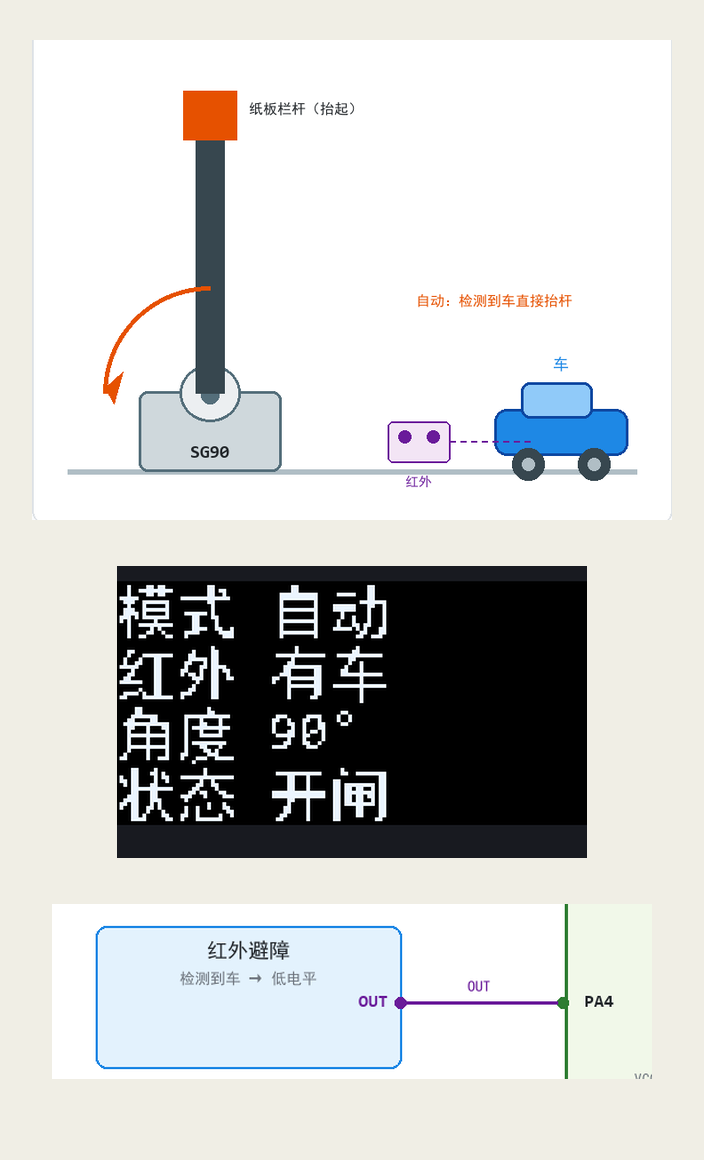 纸板栏杆（抬起）
自动：检测到车直接抬杆
车
SG90
红外
模式 自动
红外 有车
角度 90°
状态 开闸
红外避障
检测到车 → 低电平
OUT
OUT
PA4